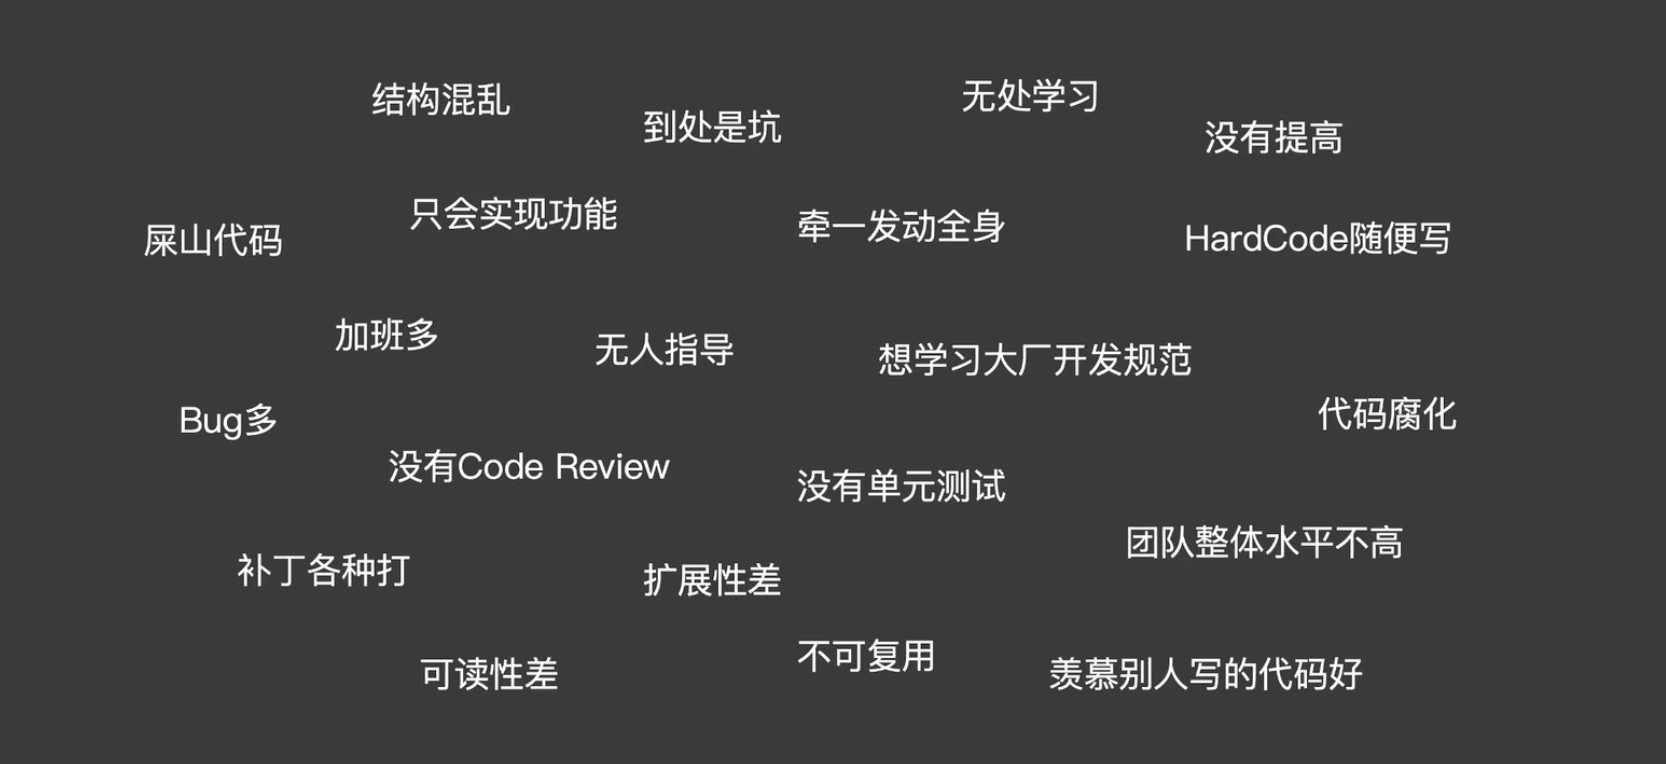 结构混乱
到处是坑
无处学习
没有提高
屎山代码
只会实现功能
牵一发动全身
HardCode随便写
加班多
无人指导
想学习大厂开发规范
Bug多
代码腐化
没有Code Review
没有单元测试
团队整体水平不高
补丁各种打
扩展性差
可读性差
不可复用
羡慕别人写的代码好